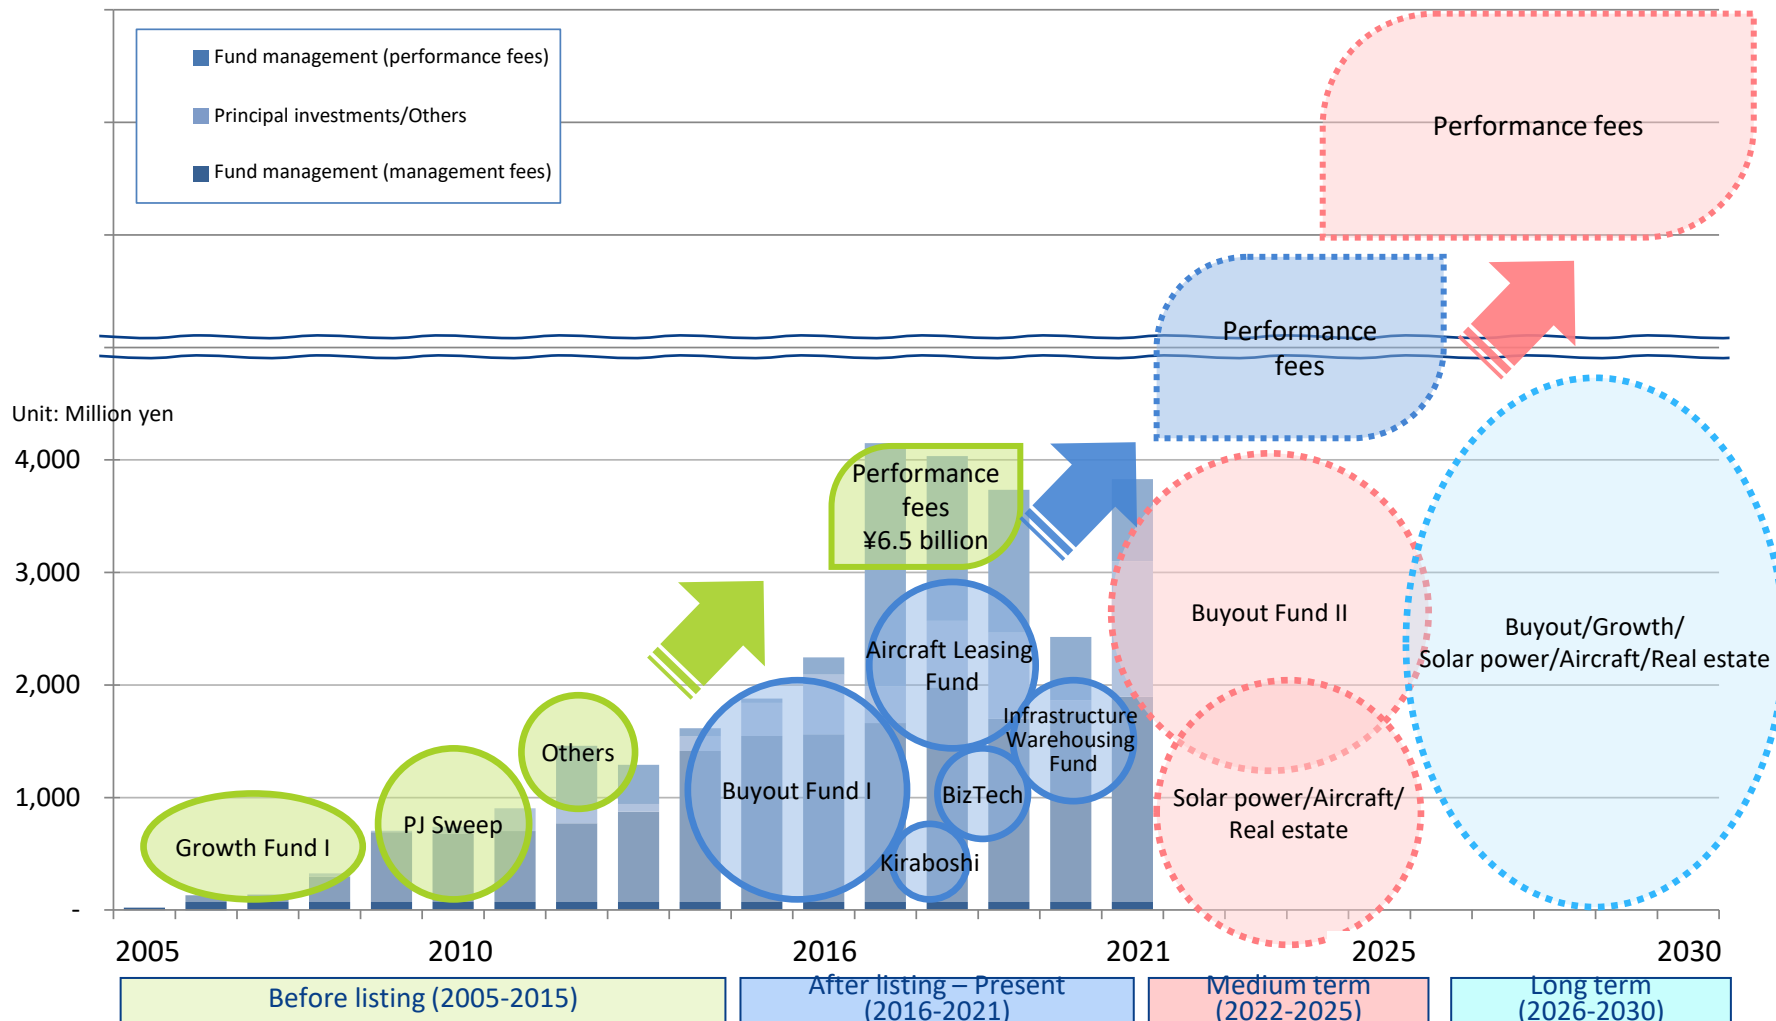 Fund management (performance fees)
Principal investments/Others
Fund management (management fees)
Performance fees
Performance
fees
Unit: Million yen
4,000
3,000
2,000
1,000
-
Performance
fees
¥6.5 billion
Buyout Fund II
Buyout/Growth/
Solar power/Aircraft/Real estate
Aircraft Leasing
Fund
Infrastructure
Warehousing
Fund
Others
Buyout Fund I
BizTech
Solar power/Aircraft/
Real estate
PJ Sweep
Growth Fund I
Kiraboshi
2005
2010
2016
2021
2025
2030
Before listing (2005-2015)
After listing – Present
(2016-2021)
Medium term
(2022-2025)
Long term
(2026-2030)